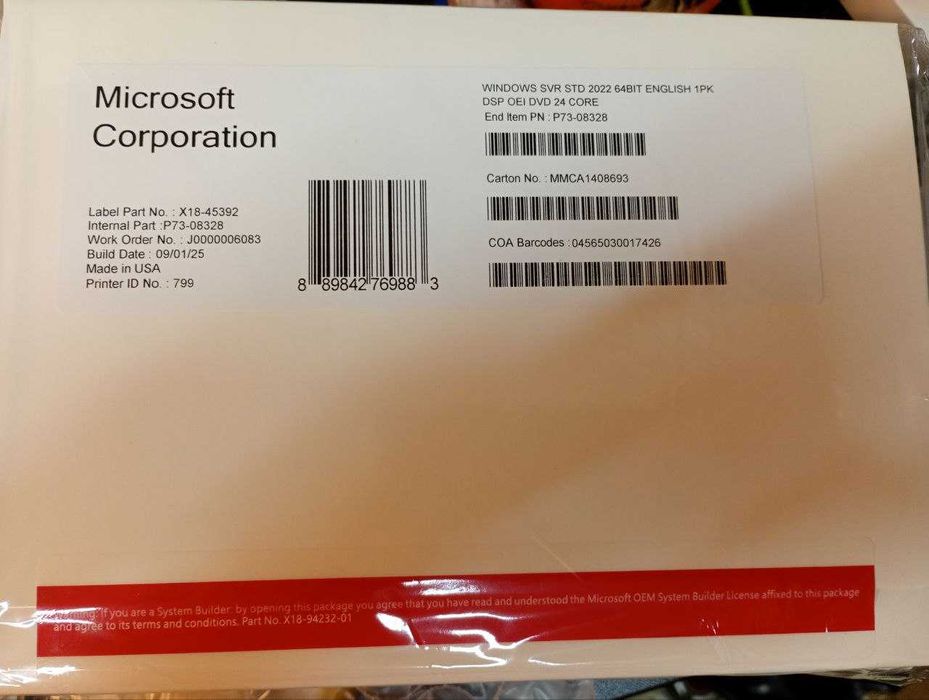 Microsoft
Corporation
Label Part No. : X18-45392
Internal Part :P73-08328
Work Order No. : J0000006083
Build Date : 09/01/25
Made in USA
Printer ID No. : 799
8 89842 76988 3
WINDOWS SVR STD 2022 64BIT ENGLISH 1PK
DSP OEI DVD 24 CORE
End Item PN : P73-08328
Carton No. : MMCA1408693
COA Barcodes : 04565030017426
Warning: If you are a System Builder: by opening this package you agree that you have read and understood the Microsoft OEM System Builder License affixed to this package
and agree to its terms and conditions. Part No. X18-94232-01